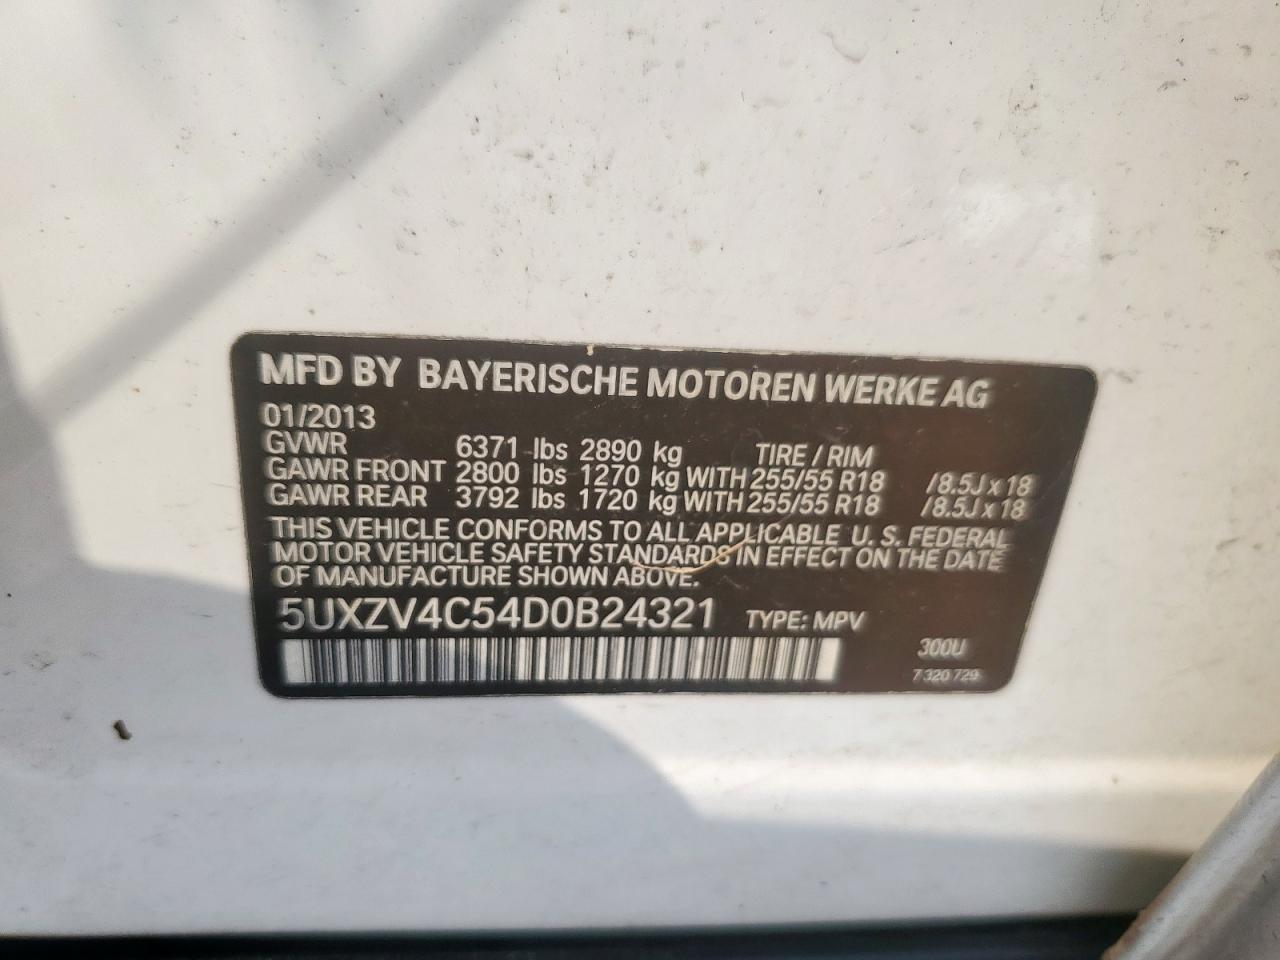 MFD BY BAYERISCHE MOTOREN WERKE AG
01/2013
GVWR 6371 lbs 2890 kg TIRE / RIM
GAWR FRONT 2800 lbs 1270 kg WITH 255/55 R18 /8.5J x 18
GAWR REAR 3792 lbs 1720 kg WITH 255/55 R18 /8.5J x 18
THIS VEHICLE CONFORMS TO ALL APPLICABLE U. S. FEDERAL
MOTOR VEHICLE SAFETY STANDARDS IN EFFECT ON THE DATE
OF MANUFACTURE SHOWN ABOVE.
5UXZV4C54D0B24321 TYPE: MPV
300U
7 320 729